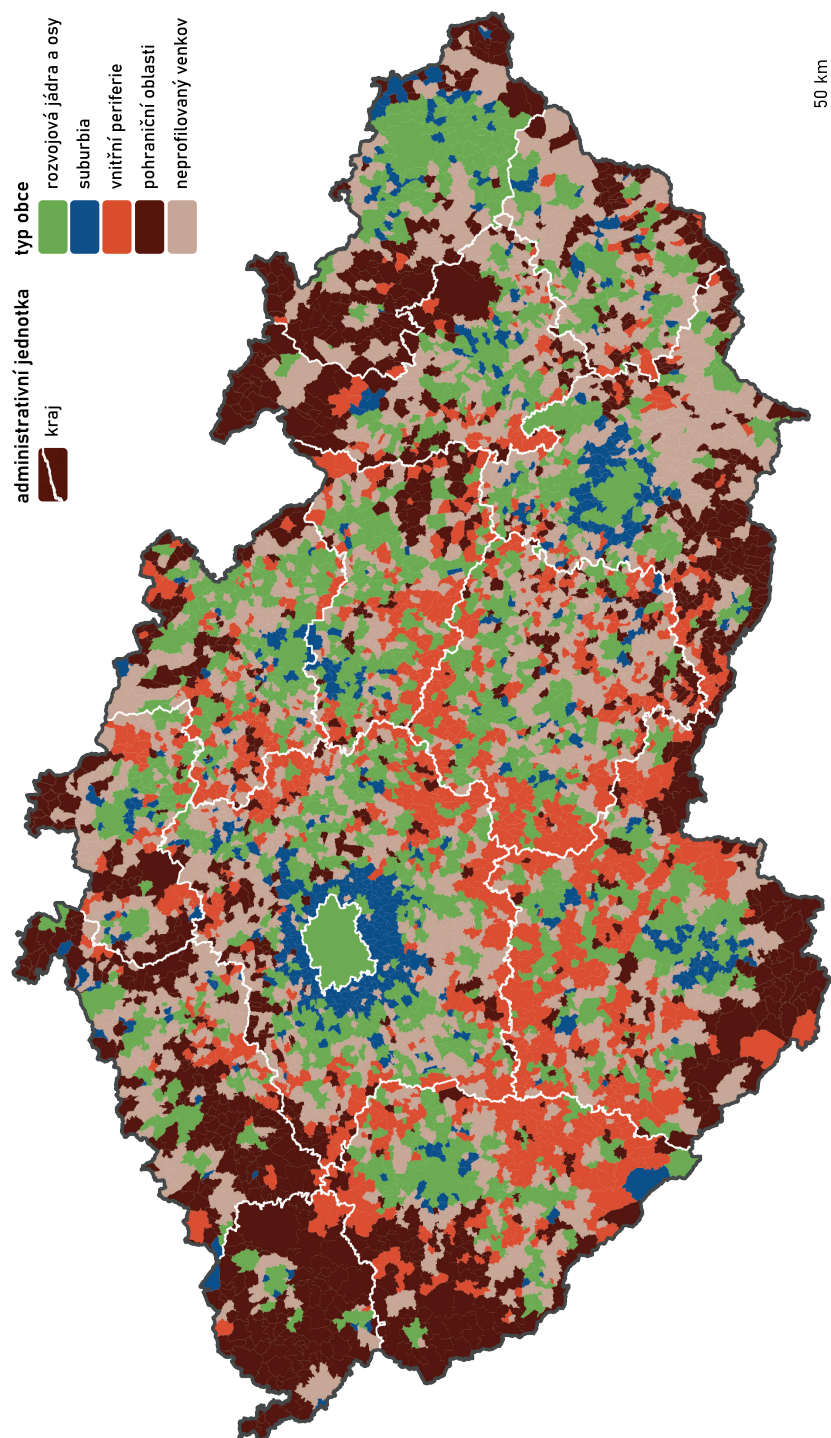 administrativní jednotka
kraj
typ obce
rozvojová jádra a osy
suburbia
vnitřní periferie
pohraniční oblasti
neprofilovaný venkov
50 km